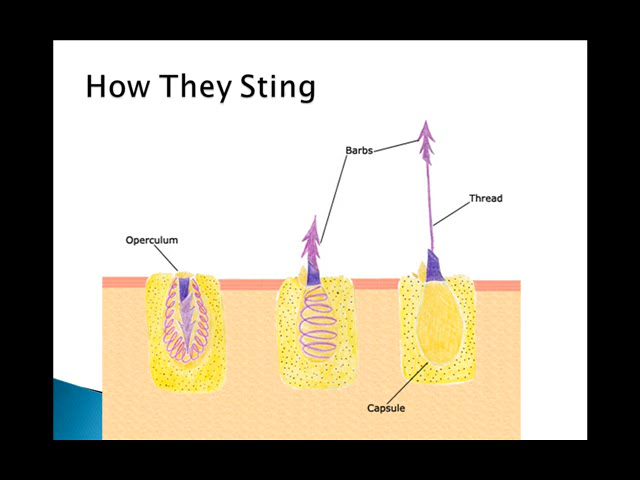 How They Sting
Barbs
Thread
Operculum
Capsule